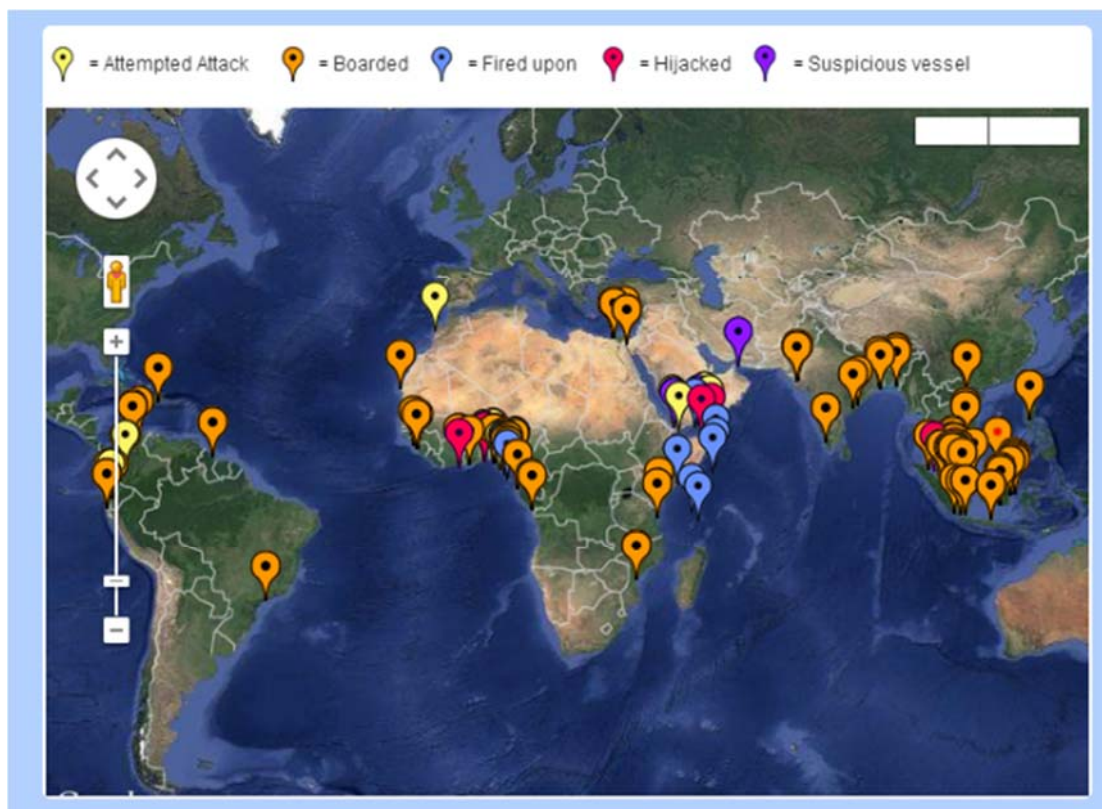 = Attempted Attack = Boarded = Fired upon = Hijacked = Suspicious vessel